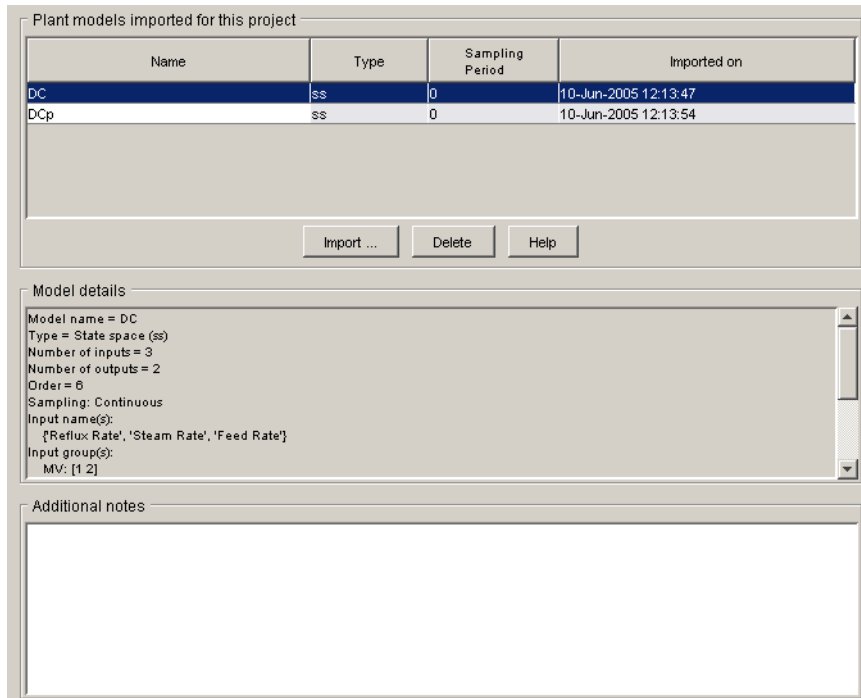 Plant models imported for this project
Name Type Sampling Period Imported on
DC ss 0 10-Jun-2005 12:13:47
DCp ss 0 10-Jun-2005 12:13:54
Import ... Delete Help
Model details
Model name = DC
Type = State space (ss)
Number of inputs = 3
Number of outputs = 2
Order = 6
Sampling: Continuous
Input name(s):
{'Reflux Rate', 'Steam Rate', 'Feed Rate'}
Input group(s):
MV: [1 2]
Additional notes